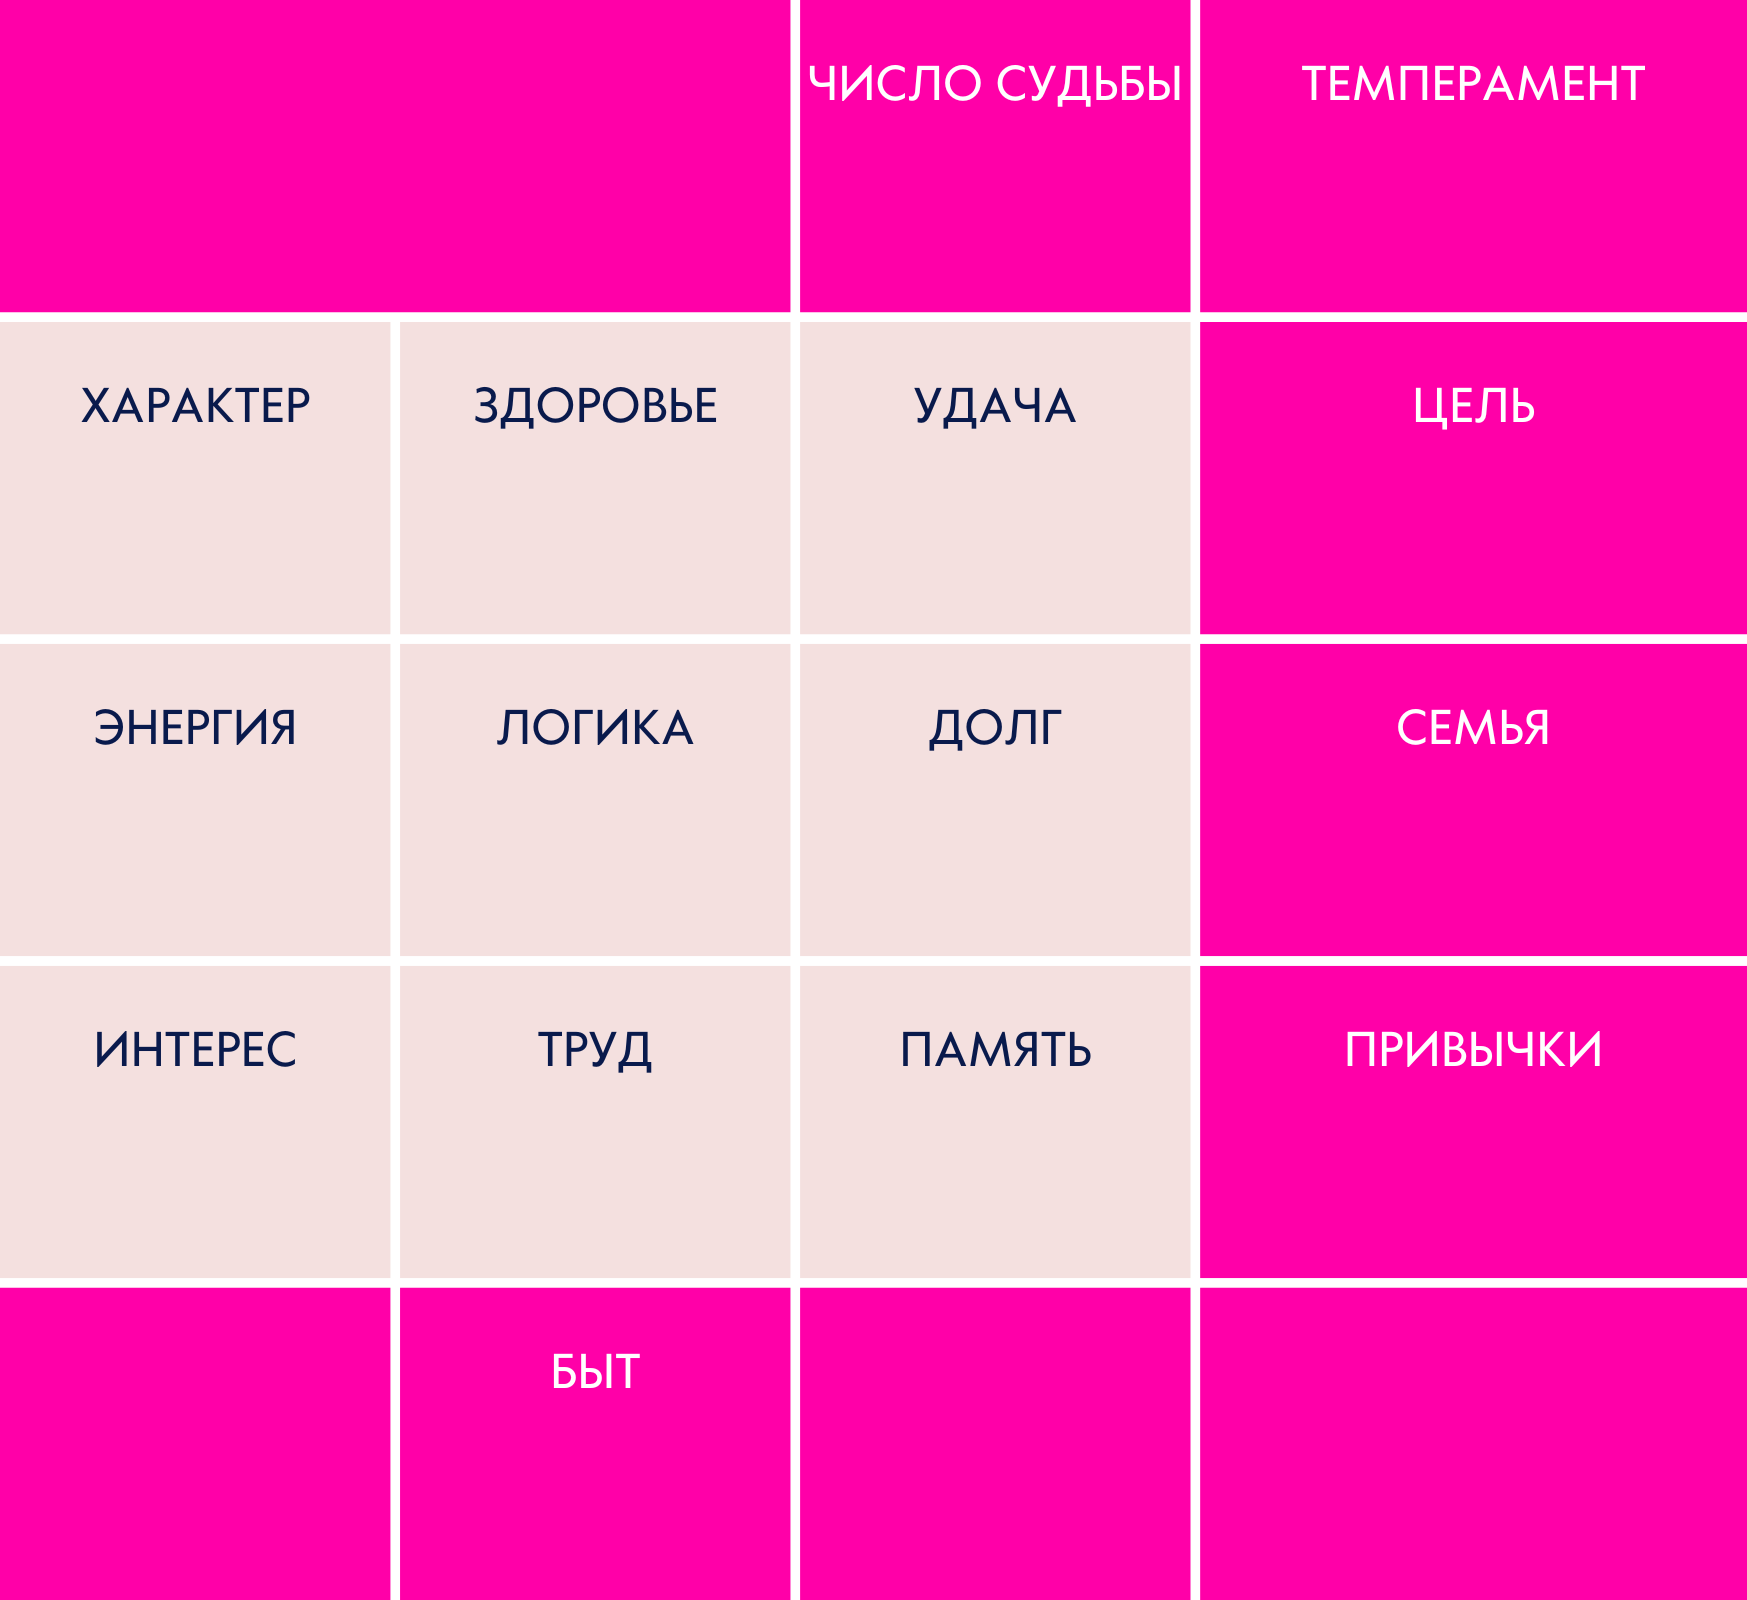 ЧИСЛО СУДЬБЫ
ТЕМПЕРАМЕНТ
ХАРАКТЕР
ЗДОРОВЬЕ
УДАЧА
ЦЕЛЬ
ЭНЕРГИЯ
ЛОГИКА
ДОЛГ
СЕМЬЯ
ИНТЕРЕС
ТРУД
ПАМЯТЬ
ПРИВЫЧКИ
БЫТ